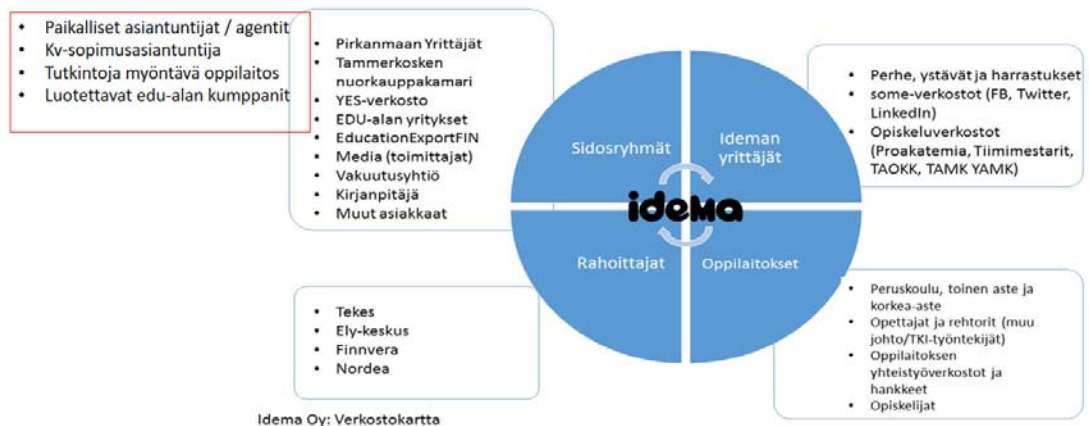 • Paikalliset asiantuntijat / agentit
• Kv-sopimusasiantuntija
• Tutkintoja myöntävä oppilaitos
• Luotettavat edu-alan kumppanit
• Pirkanmaan Yrittäjät
• Tammerkosken
nuorkauppakamari
• YES-verkosto
• EDU-alan yritykset
• EducationExportFIN
• Media (toimittajat)
• Vakuutusyhtiö
• Kirjanpitäjä
• Muut asiakkaat
Sidosryhmät
Ideman
yrittäjät
• Perhe, ystävät ja harrastukset
• some-verkostot (FB, Twitter,
LinkedIn)
• Opiskeluverkostot
(Proakatemia, Tiimimestarit,
TAOKK, TAMK YAMK)
ideMa
Rahoittajat
Oppilaitokset
• Tekes
• Ely-keskus
• Finnvera
• Nordea
• Peruskoulu, toinen aste ja
korkea-aste
• Opettajat ja rehtorit (muu
johto/TKI-työntekijät)
• Oppilaitoksen
yhteistyöverkostot ja
hankkeet
• Opiskelijat
Idema Oy: Verkostokartta